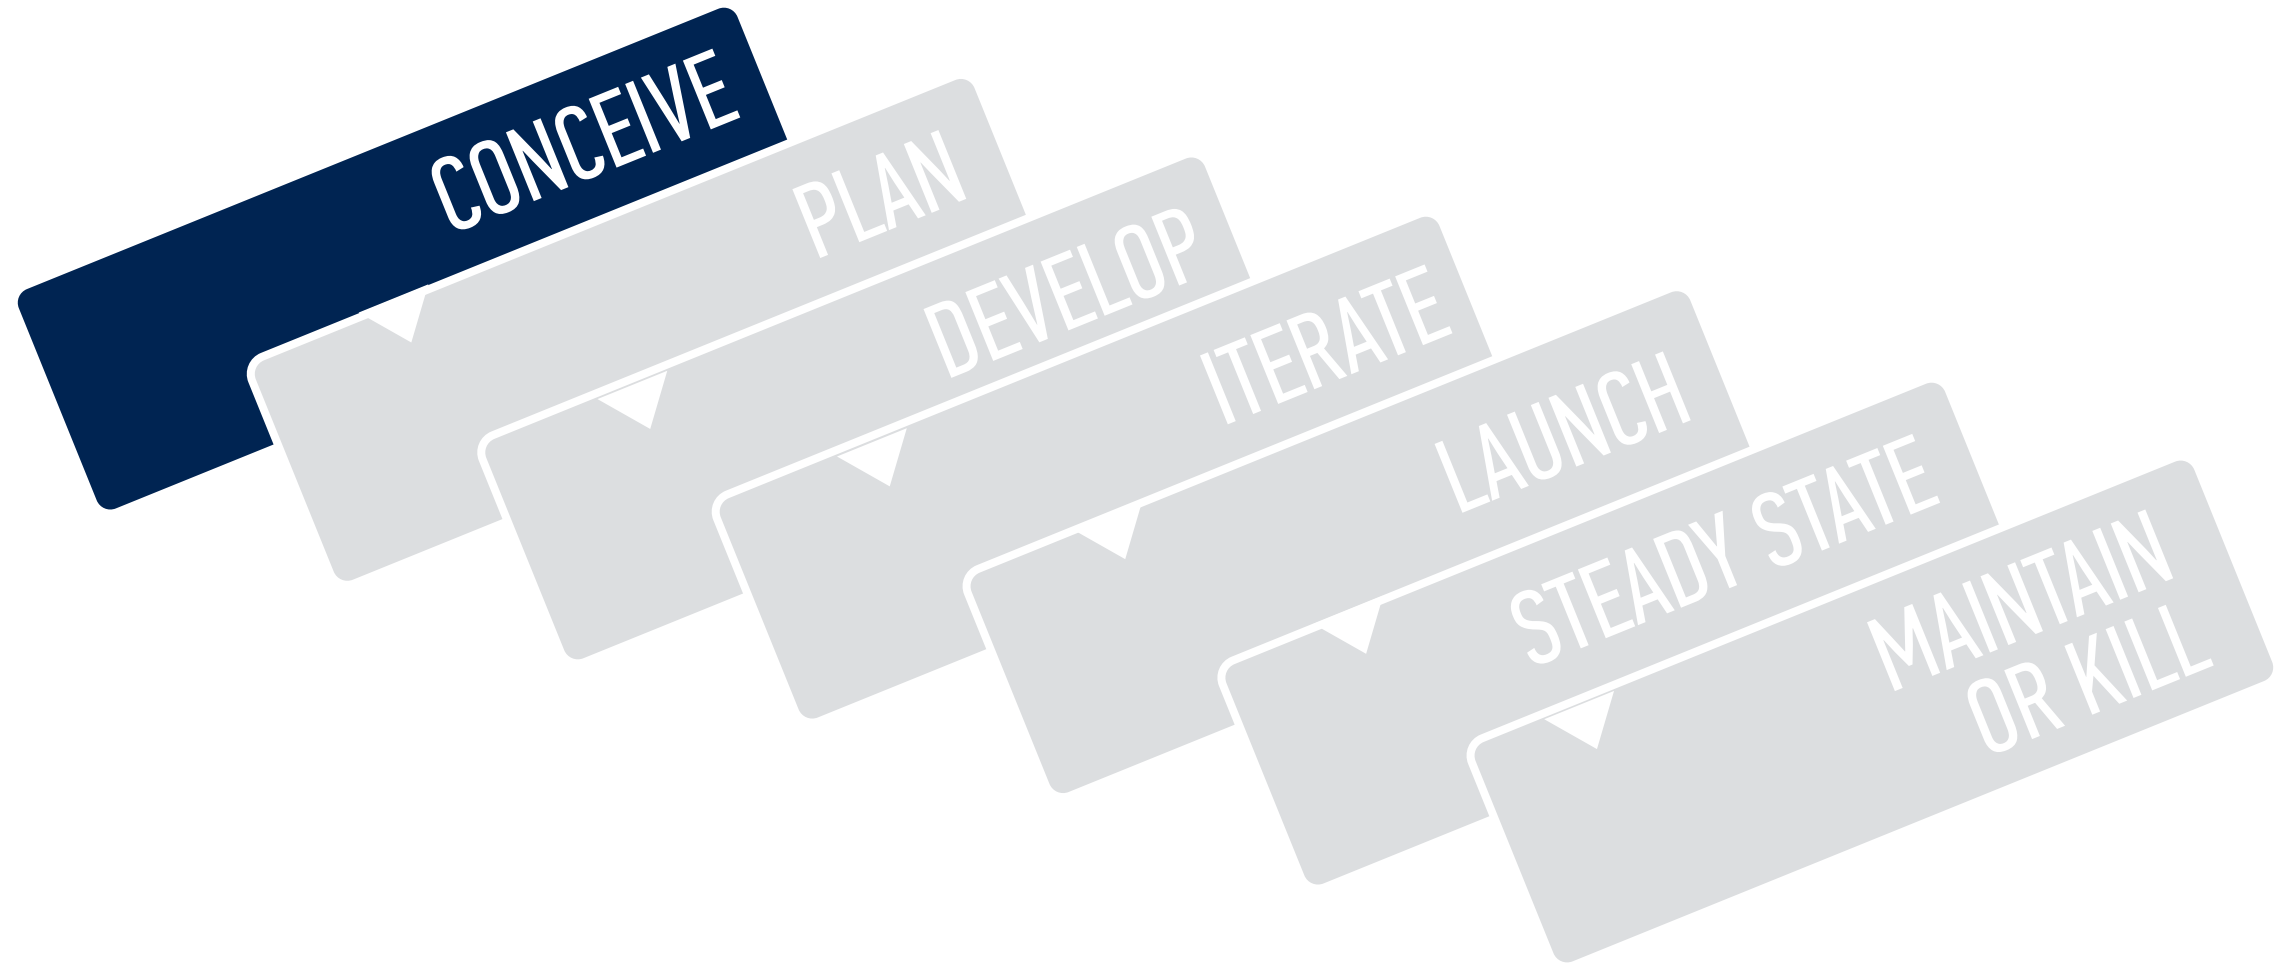 CONCEIVE
PLAN
DEVELOP
ITERATE
LAUNCH
STEADY STATE
MAINTAIN
OR KILL